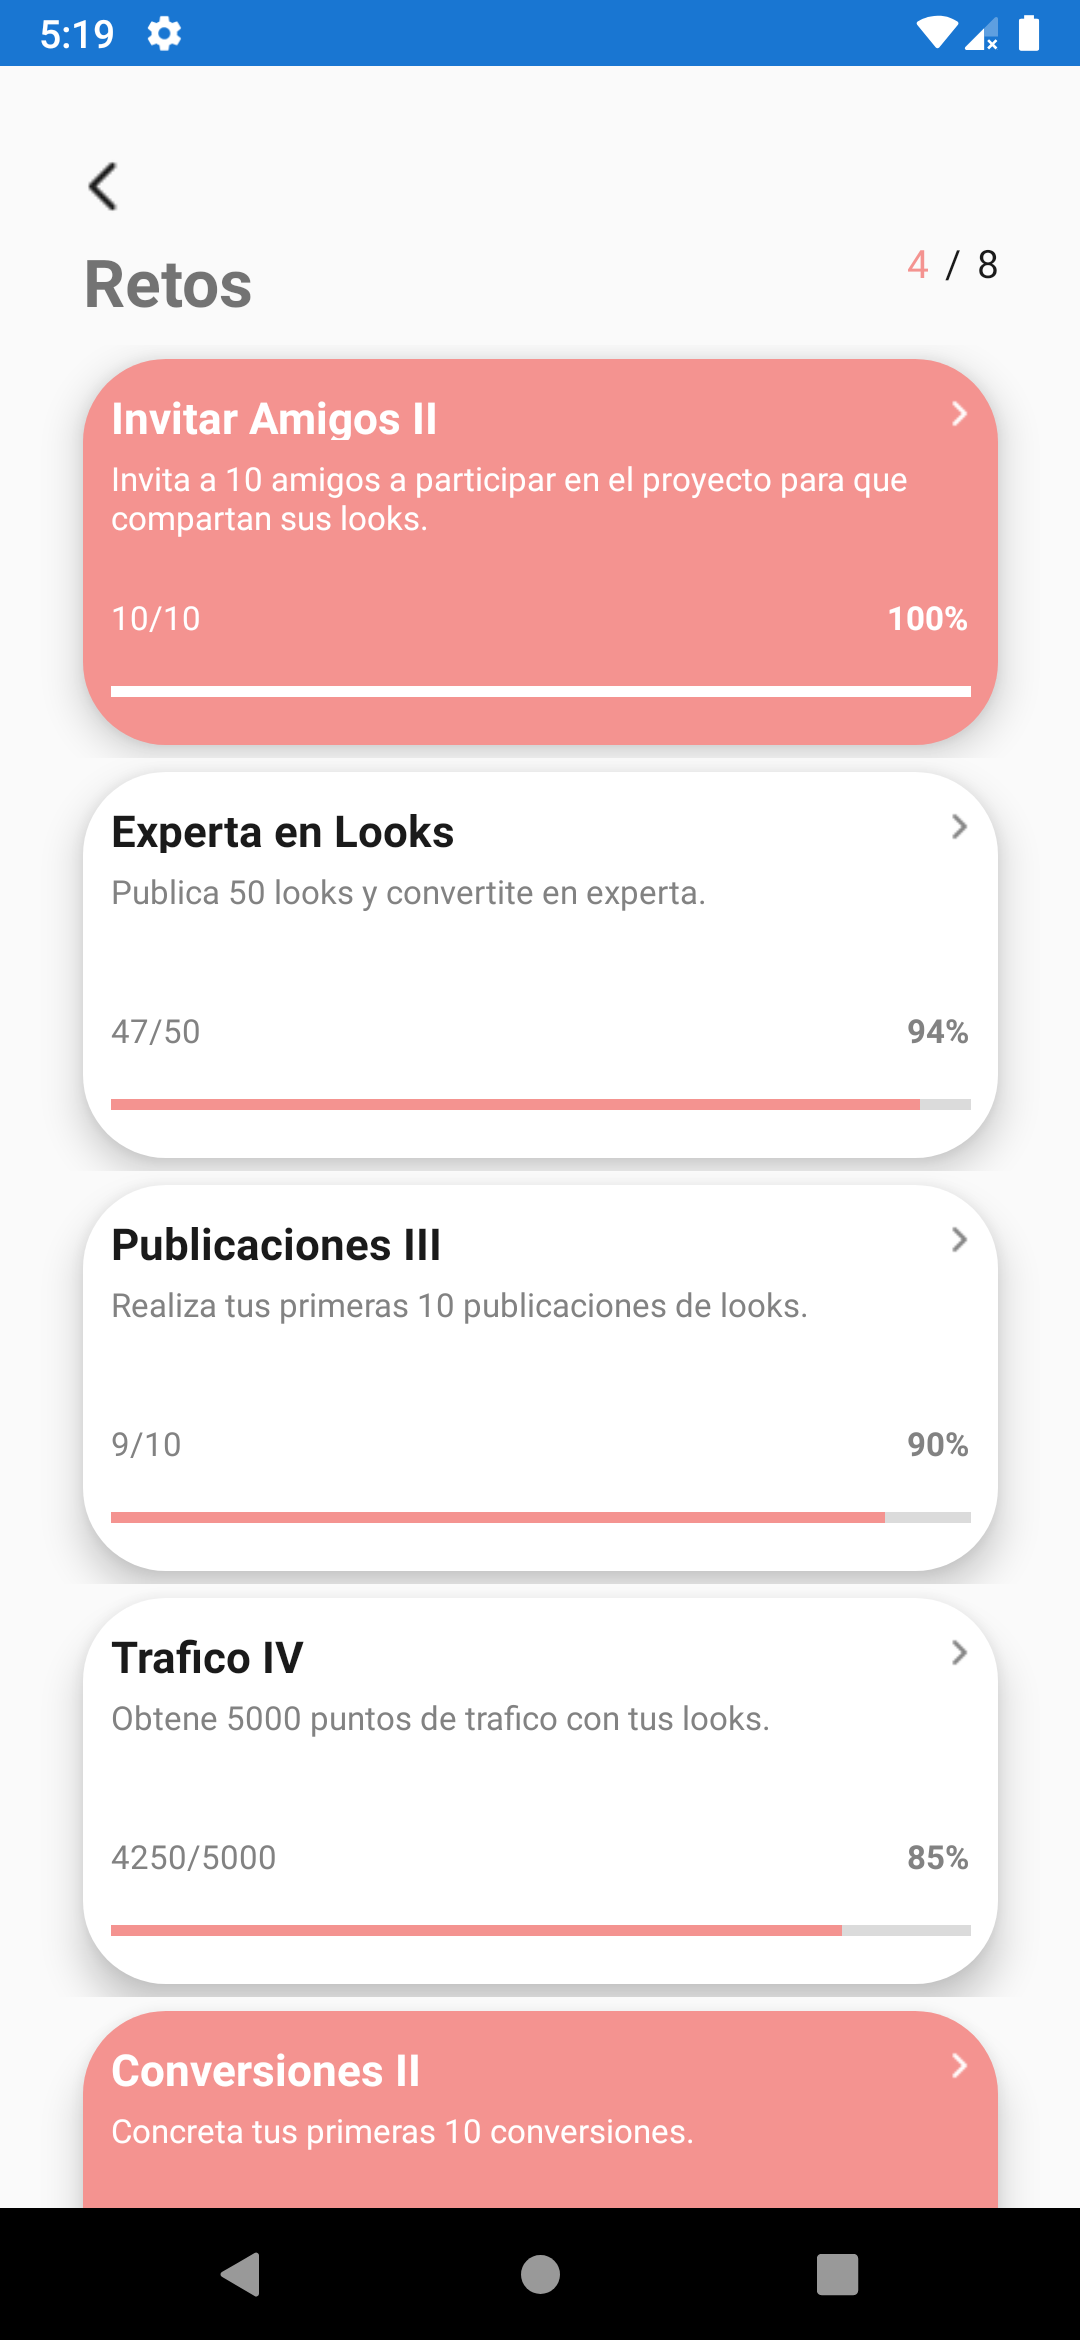 5:19
Retos
4 / 8
Invitar Amigos II
Invita a 10 amigos a participar en el proyecto para que
compartan sus looks.
10/10
100%
Experta en Looks
Publica 50 looks y convertite en experta.
47/50
94%
Publicaciones III
Realiza tus primeras 10 publicaciones de looks.
9/10
90%
Trafico IV
Obtene 5000 puntos de trafico con tus looks.
4250/5000
85%
Conversiones II
Concreta tus primeras 10 conversiones.